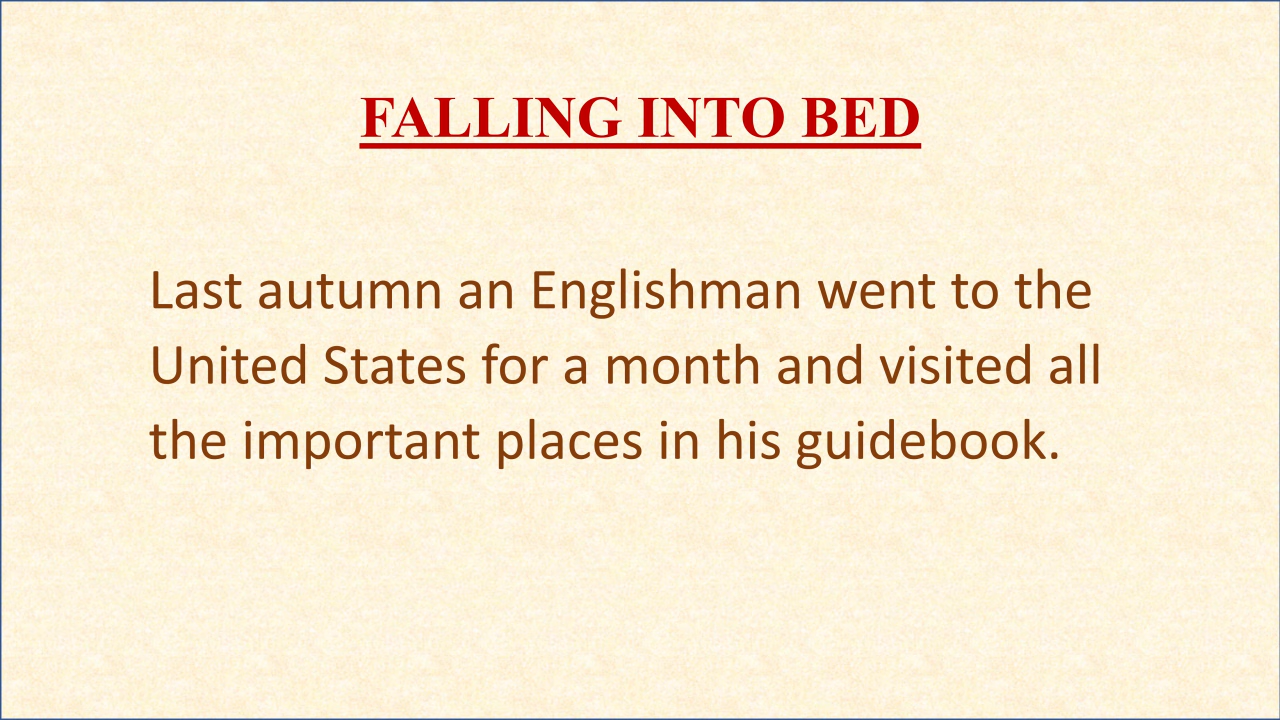 FALLING INTO BED
Last autumn an Englishman went to the
United States for a month and visited all
the important places in his guidebook.